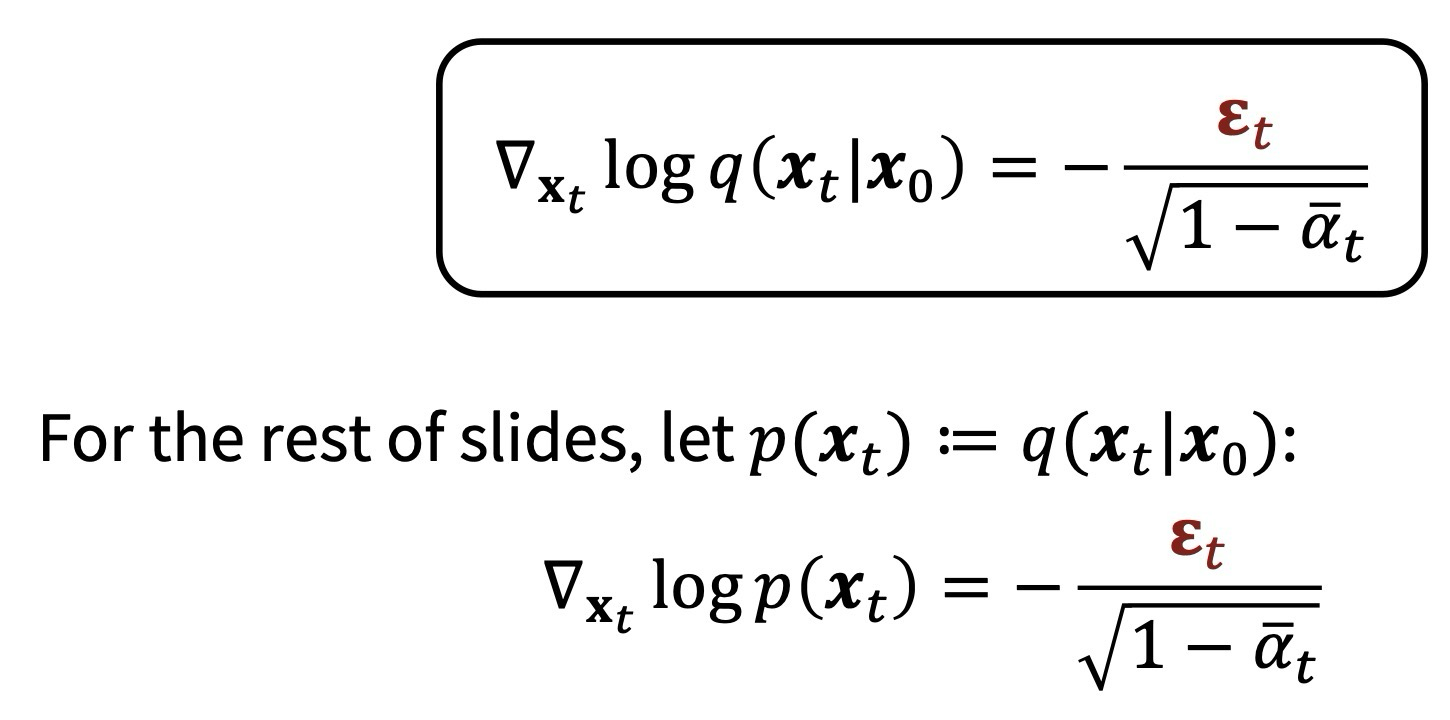 ∇_{𝐱_t} log q(𝒙_t|𝒙_0) = − 𝛆_t / √(1 − ᾱ_t)
For the rest of slides, let p(𝒙_t) ≔ q(𝒙_t|𝒙_0):
∇_{𝐱_t} log p(𝒙_t) = − 𝛆_t / √(1 − ᾱ_t)